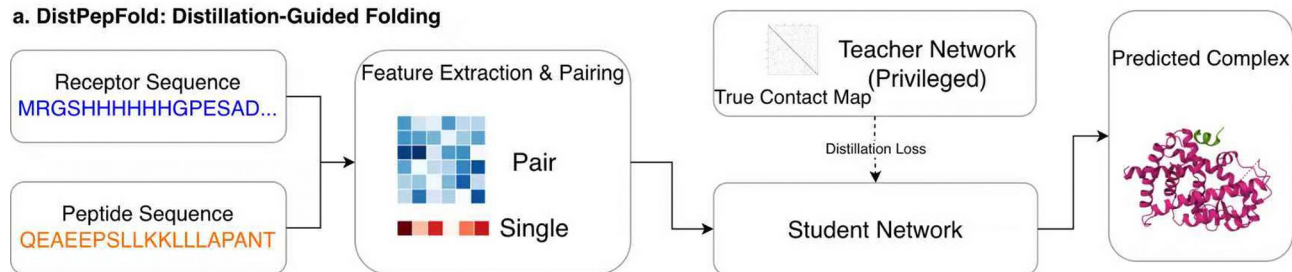 a. DistPepFold: Distillation-Guided Folding
Receptor Sequence
MRGSHHHHHHGPESAD...
Peptide Sequence
QEAEEPSLLKKLLLAPANT
Feature Extraction & Pairing
Pair
Single
Teacher Network
(Privileged)
True Contact Map
Distillation Loss
Student Network
Predicted Complex